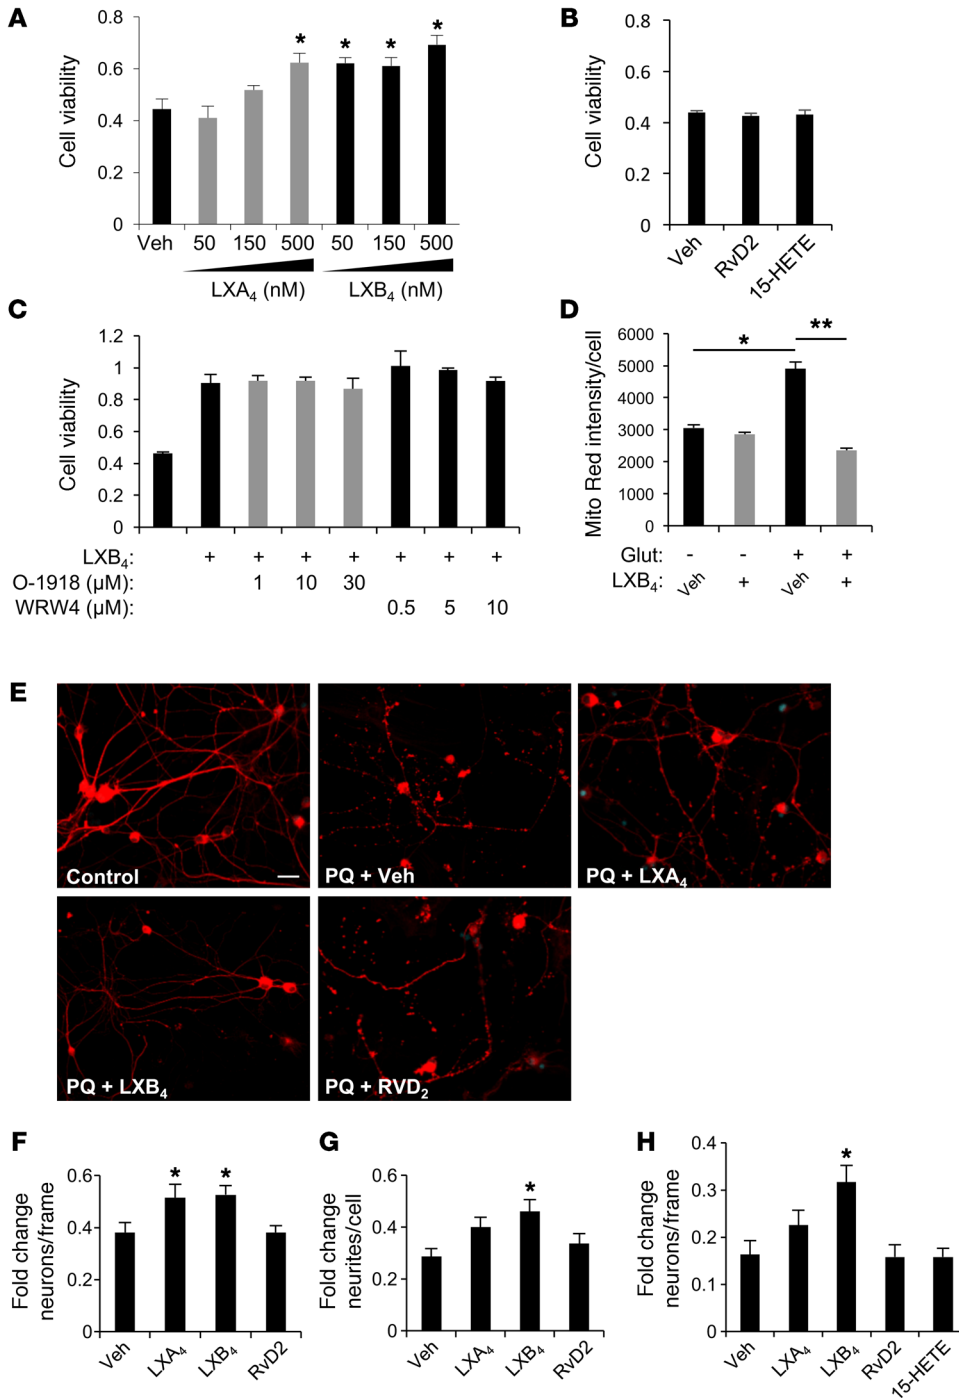 A
Cell viability
0.8
0.6
0.4
0.2
0
* * * *
Veh 50 150 500 50 150 500
LXA4 (nM) LXB4 (nM)
B
Cell viability
0.8
0.6
0.4
0.2
0
Veh RvD2 15-HETE
C
Cell viability
1.2
1
0.8
0.6
0.4
0.2
0
LXB4: + + + + + + +
O-1918 (μM): 1 10 30
WRW4 (μM): 0.5 5 10
D
Mito Red intensity/cell
6000
5000
4000
3000
2000
1000
0
* **
Glut: - - + +
LXB4: Veh + Veh +
E
Control
PQ + Veh
PQ + LXA4
PQ + LXB4
PQ + RVD2
F
Fold change
neurons/frame
0.6
0.4
0.2
0
* *
Veh LXA4 LXB4 RvD2
G
Fold change
neurites/cell
0.6
0.4
0.2
0
*
Veh LXA4 LXB4 RvD2
H
Fold change
neurons/frame
0.4
0.3
0.2
0.1
0
*
Veh LXA4 LXB4 RvD2 15-HETE